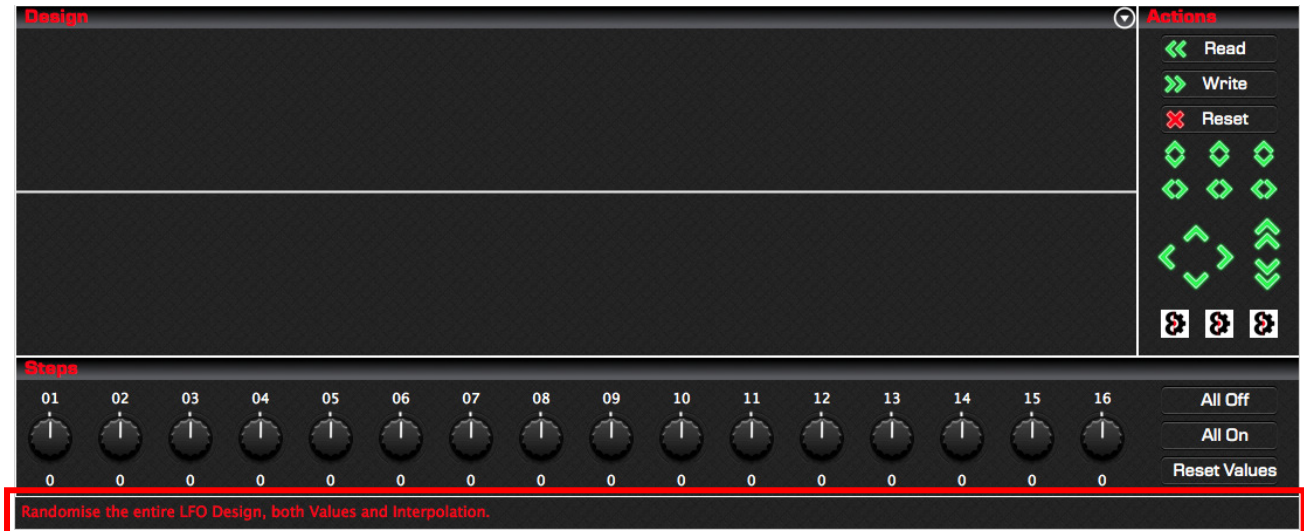 Design
Actions
Read
Write
Reset
Steps
01 02 03 04 05 06 07 08 09 10 11 12 13 14 15 16
All Off
All On
0 0 0 0 0 0 0 0 0 0 0 0 0 0 0 0
Reset Values
Randomise the entire LFO Design, both Values and Interpolation.